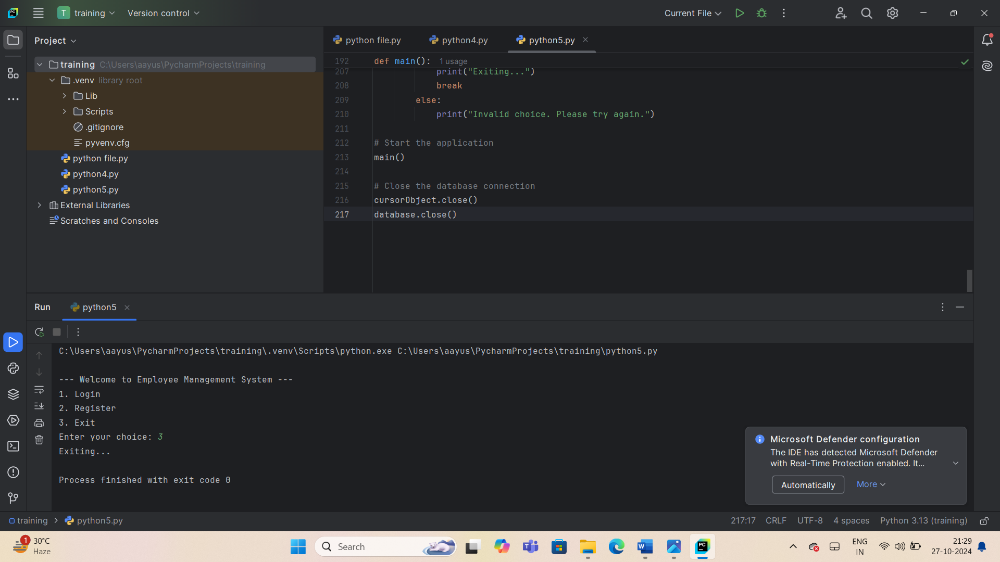 T training Version control Current File
Project
python file.py python4.py python5.py
training C:\Users\aayus\PycharmProjects\training
.venv library root
Lib
Scripts
.gitignore
pyvenv.cfg
python file.py
python4.py
python5.py
External Libraries
Scratches and Consoles
192 def main(): 1 usage
207 print("Exiting...")
208 break
209 else:
210 print("Invalid choice. Please try again.")
211
212 # Start the application
213 main()
214
215 # Close the database connection
216 cursorObject.close()
217 database.close()
Run python5
C:\Users\aayus\PycharmProjects\training\.venv\Scripts\python.exe C:\Users\aayus\PycharmProjects\training\python5.py
--- Welcome to Employee Management System ---
1. Login
2. Register
3. Exit
Enter your choice: 3
Exiting...
Process finished with exit code 0
Microsoft Defender configuration
The IDE has detected Microsoft Defender
with Real-Time Protection enabled. It...
Automatically More
training > python5.py 217:17 CRLF UTF-8 4 spaces Python 3.13 (training)
1 30°C
Haze
Search
ENG
IN
21:29
27-10-2024